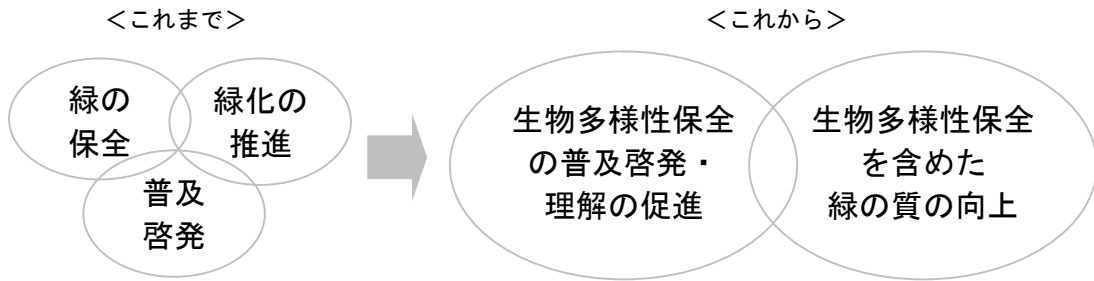 <これまで>
<これから>
緑の
保全
緑化の
推進
普及
啓発
生物多様性保全
の普及啓発・
理解の促進
生物多様性保全
を含めた
緑の質の向上